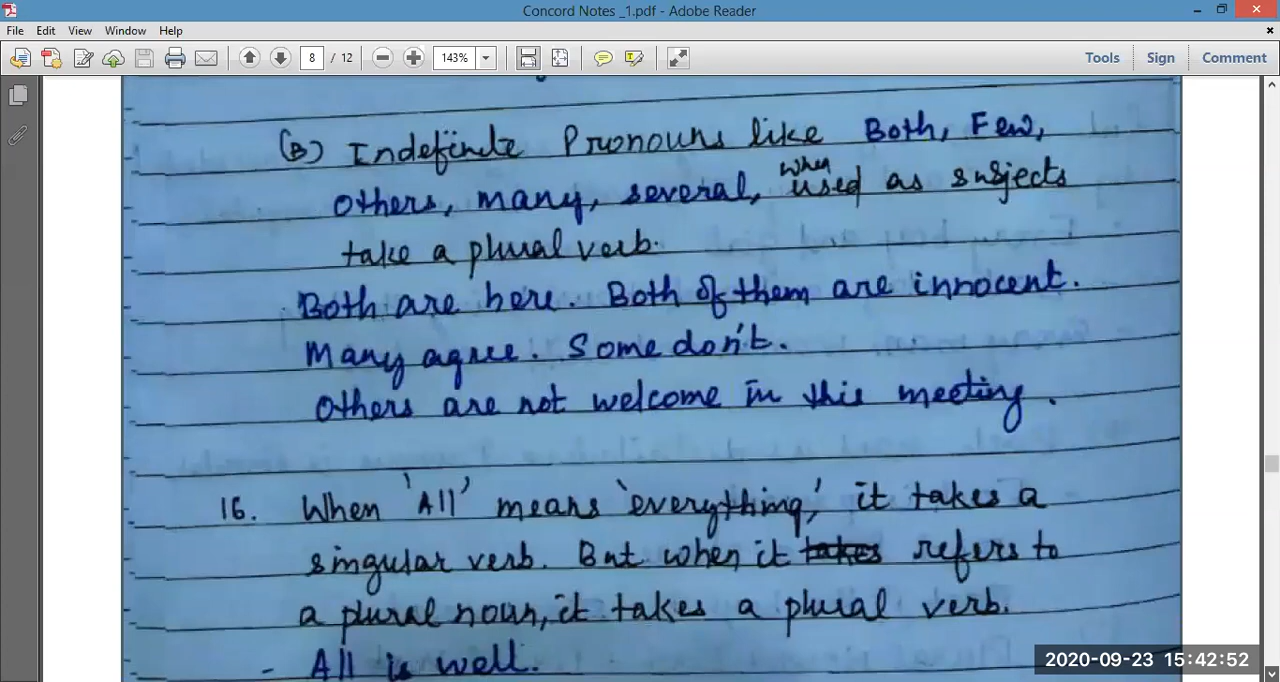 Concord Notes _1.pdf - Adobe Reader
File Edit View Window Help
8 / 12 143% Tools Sign Comment
(B) Indefinite Pronouns like Both, Few,
others, many, several, when used as subjects
take a plural verb.
Both are here. Both of them are innocent.
Many agree. Some don't.
Others are not welcome in this meeting.
16. When 'All' means 'everything,' it takes a
singular verb. But when it takes refers to
a plural noun, it takes a plural verb.
- All is well.
2020-09-23 15:42:52